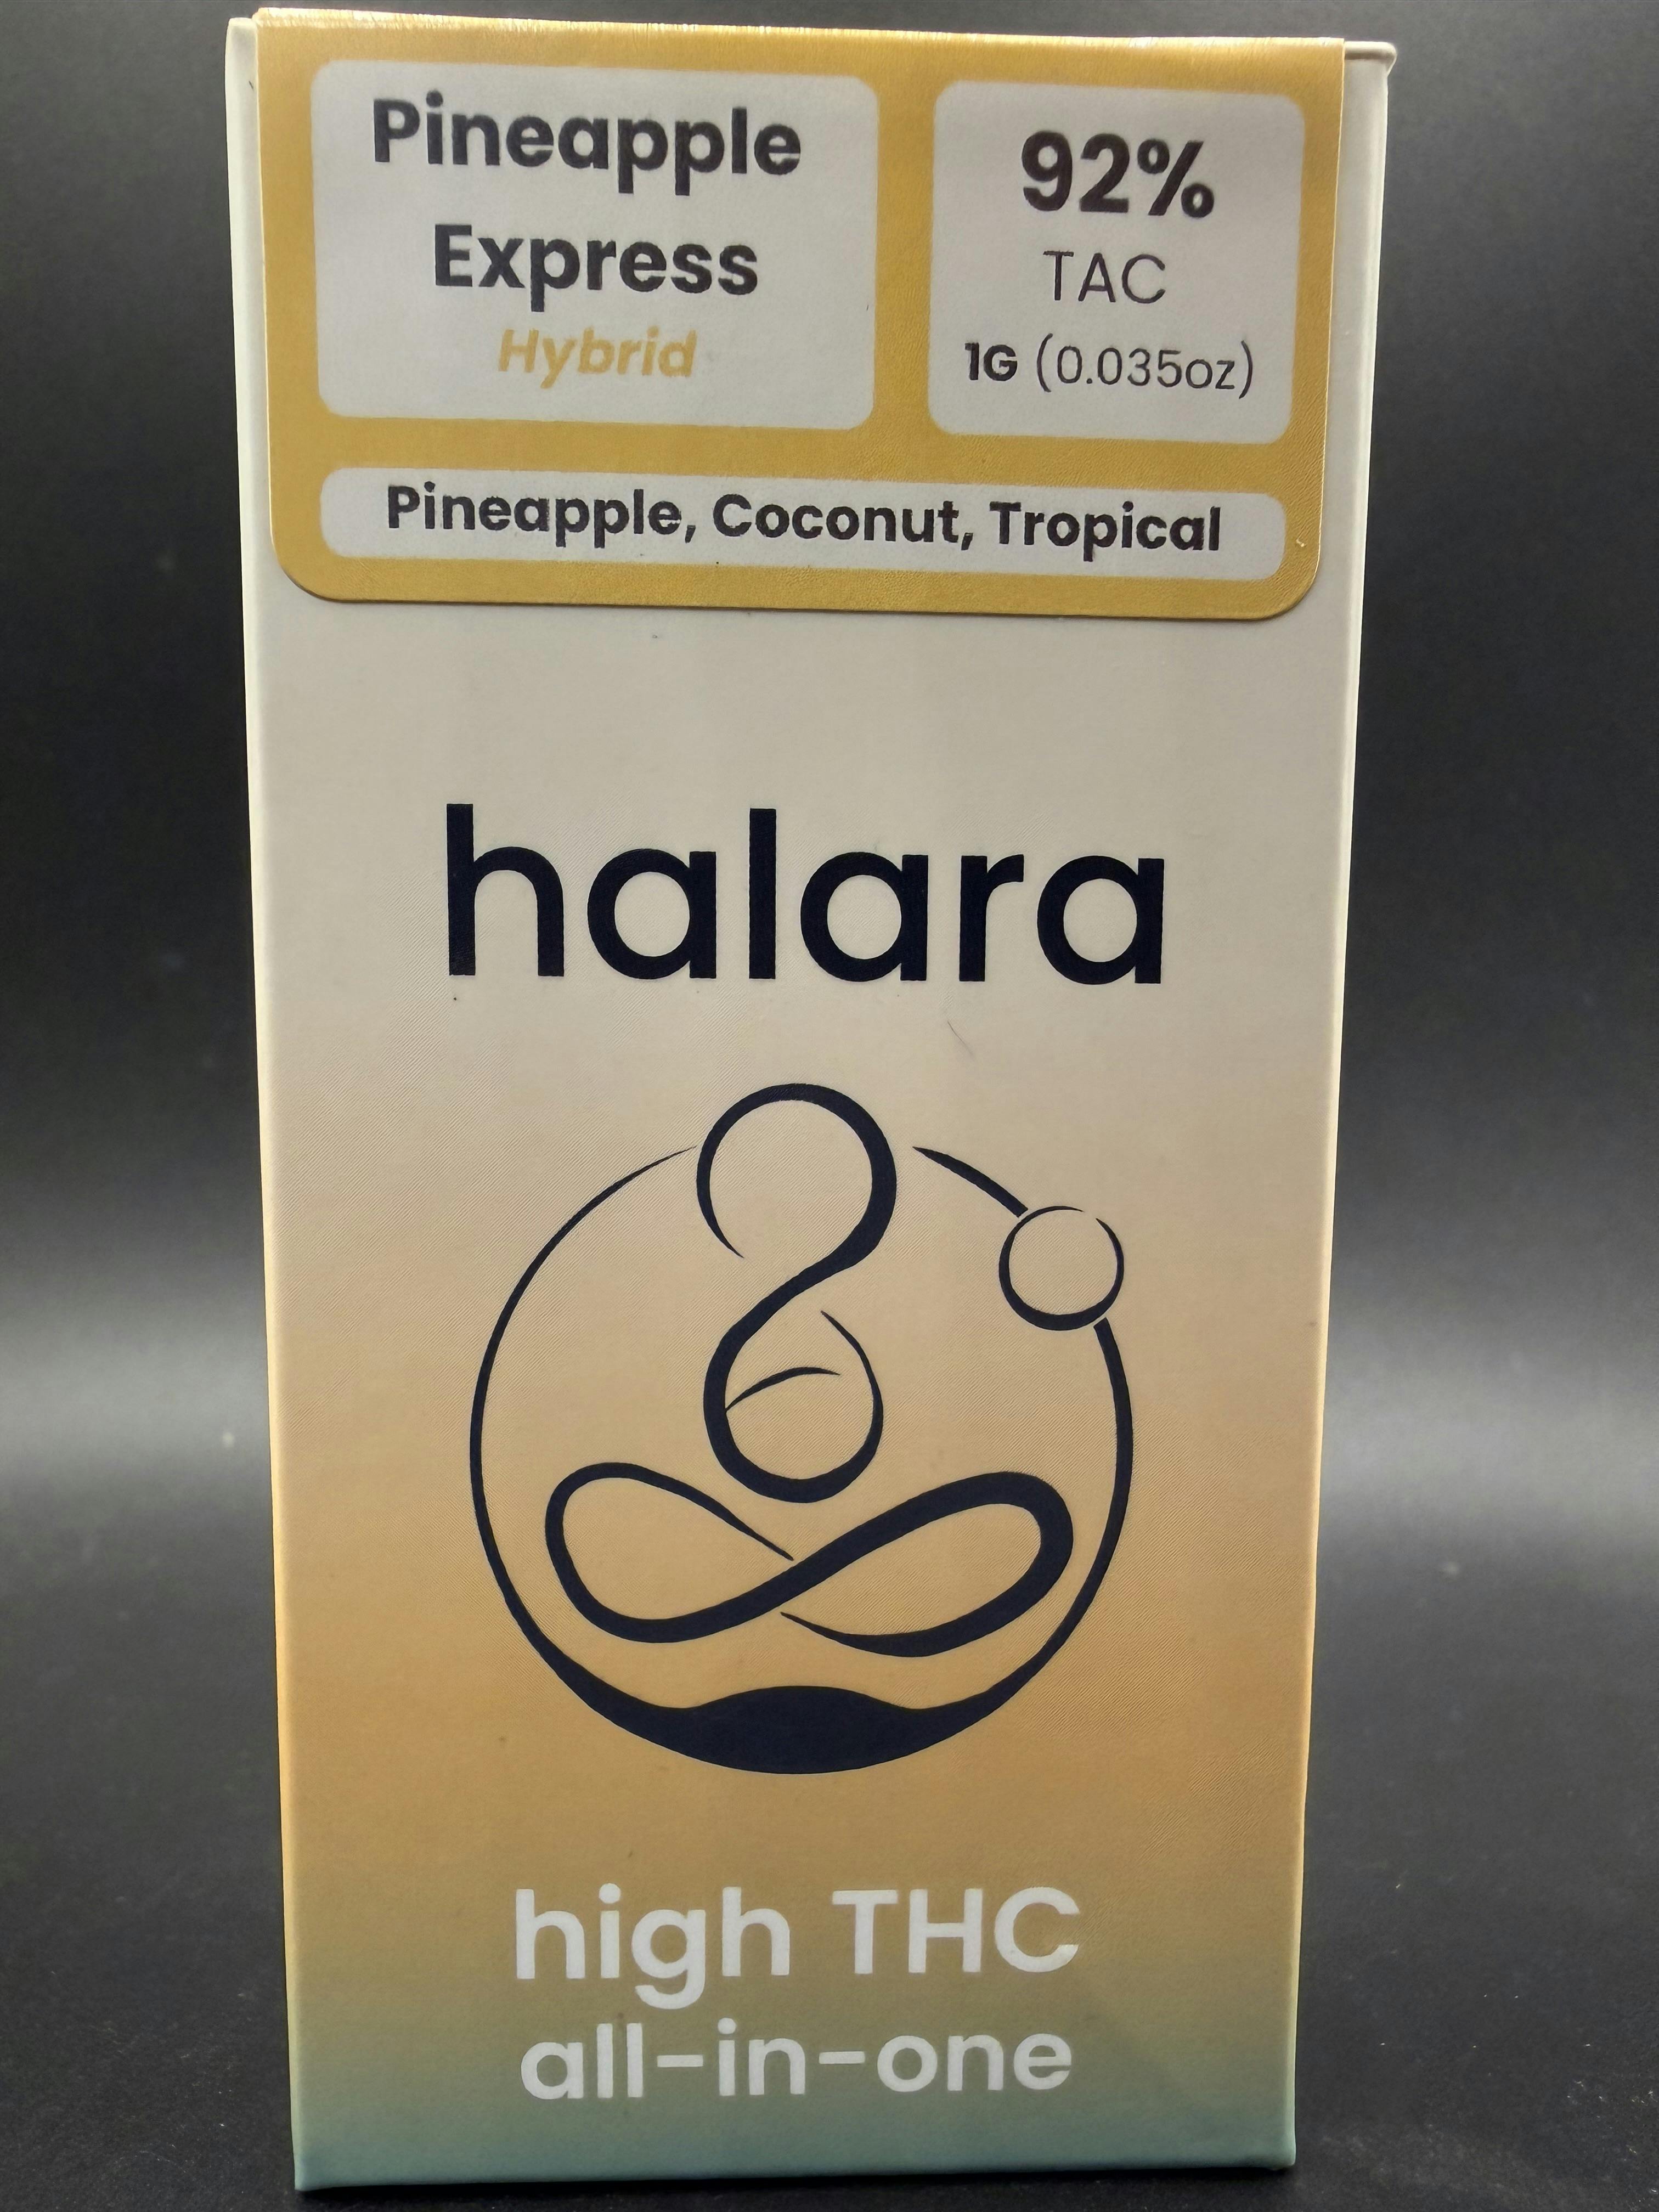 Pineapple
Express
Hybrid
92%
TAC
1G (0.035oz)
Pineapple, Coconut, Tropical
halara
high THC
all-in-one